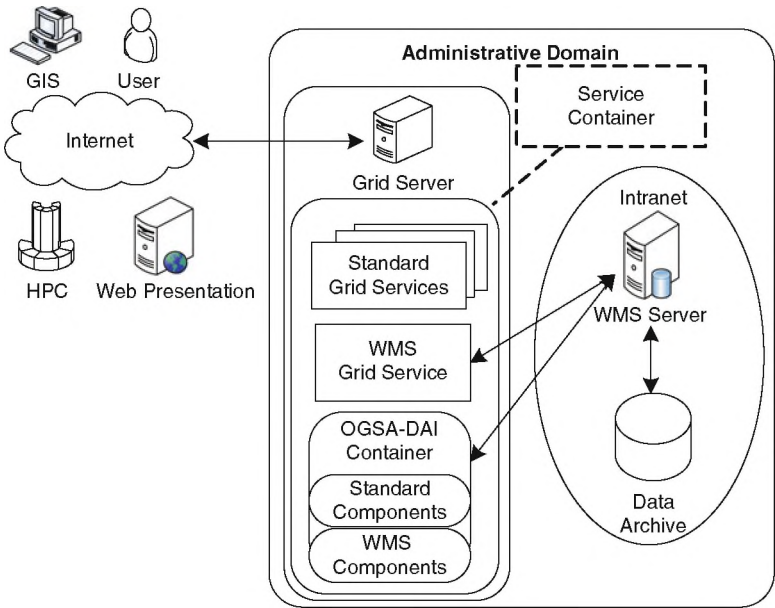 GIS
User
Internet
HPC
Web Presentation
Administrative Domain
Service
Container
Grid Server
Standard
Grid Services
WMS
Grid Service
OGSA-DAI
Container
Standard
Components
WMS
Components
Intranet
WMS Server
Data
Archive